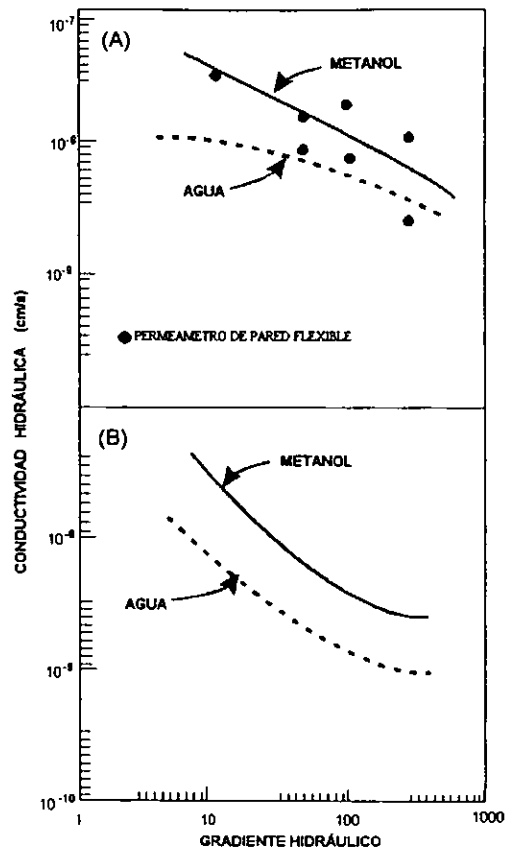 (A)
10⁻⁷
METANOL
10⁻⁶
AGUA
10⁻⁹
PERMEAMETRO DE PARED FLEXIBLE
CONDUCTIVIDAD HIDRÁULICA (cm/s)
(B)
METANOL
10⁻⁸
AGUA
10⁻⁹
10⁻¹⁰
1 10 100 1000
GRADIENTE HIDRÁULICO